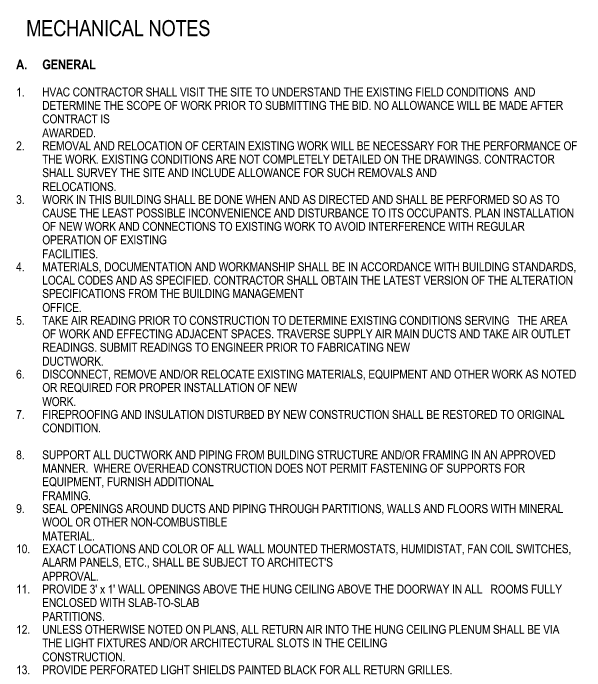 MECHANICAL NOTES
A. GENERAL
1. HVAC CONTRACTOR SHALL VISIT THE SITE TO UNDERSTAND THE EXISTING FIELD CONDITIONS AND
DETERMINE THE SCOPE OF WORK PRIOR TO SUBMITTING THE BID. NO ALLOWANCE WILL BE MADE AFTER
CONTRACT IS
AWARDED.
2. REMOVAL AND RELOCATION OF CERTAIN EXISTING WORK WILL BE NECESSARY FOR THE PERFORMANCE OF
THE WORK. EXISTING CONDITIONS ARE NOT COMPLETELY DETAILED ON THE DRAWINGS. CONTRACTOR
SHALL SURVEY THE SITE AND INCLUDE ALLOWANCE FOR SUCH REMOVALS AND
RELOCATIONS.
3. WORK IN THIS BUILDING SHALL BE DONE WHEN AND AS DIRECTED AND SHALL BE PERFORMED SO AS TO
CAUSE THE LEAST POSSIBLE INCONVENIENCE AND DISTURBANCE TO ITS OCCUPANTS. PLAN INSTALLATION
OF NEW WORK AND CONNECTIONS TO EXISTING WORK TO AVOID INTERFERENCE WITH REGULAR
OPERATION OF EXISTING
FACILITIES.
4. MATERIALS, DOCUMENTATION AND WORKMANSHIP SHALL BE IN ACCORDANCE WITH BUILDING STANDARDS,
LOCAL CODES AND AS SPECIFIED. CONTRACTOR SHALL OBTAIN THE LATEST VERSION OF THE ALTERATION
SPECIFICATIONS FROM THE BUILDING MANAGEMENT
OFFICE.
5. TAKE AIR READING PRIOR TO CONSTRUCTION TO DETERMINE EXISTING CONDITIONS SERVING THE AREA
OF WORK AND EFFECTING ADJACENT SPACES. TRAVERSE SUPPLY AIR MAIN DUCTS AND TAKE AIR OUTLET
READINGS. SUBMIT READINGS TO ENGINEER PRIOR TO FABRICATING NEW
DUCTWORK.
6. DISCONNECT, REMOVE AND/OR RELOCATE EXISTING MATERIALS, EQUIPMENT AND OTHER WORK AS NOTED
OR REQUIRED FOR PROPER INSTALLATION OF NEW
WORK.
7. FIREPROOFING AND INSULATION DISTURBED BY NEW CONSTRUCTION SHALL BE RESTORED TO ORIGINAL
CONDITION.
8. SUPPORT ALL DUCTWORK AND PIPING FROM BUILDING STRUCTURE AND/OR FRAMING IN AN APPROVED
MANNER. WHERE OVERHEAD CONSTRUCTION DOES NOT PERMIT FASTENING OF SUPPORTS FOR
EQUIPMENT, FURNISH ADDITIONAL
FRAMING.
9. SEAL OPENINGS AROUND DUCTS AND PIPING THROUGH PARTITIONS, WALLS AND FLOORS WITH MINERAL
WOOL OR OTHER NON-COMBUSTIBLE
MATERIAL.
10. EXACT LOCATIONS AND COLOR OF ALL WALL MOUNTED THERMOSTATS, HUMIDISTAT, FAN COIL SWITCHES,
ALARM PANELS, ETC., SHALL BE SUBJECT TO ARCHITECT'S
APPROVAL.
11. PROVIDE 3' x 1' WALL OPENINGS ABOVE THE HUNG CEILING ABOVE THE DOORWAY IN ALL ROOMS FULLY
ENCLOSED WITH SLAB-TO-SLAB
PARTITIONS.
12. UNLESS OTHERWISE NOTED ON PLANS, ALL RETURN AIR INTO THE HUNG CEILING PLENUM SHALL BE VIA
THE LIGHT FIXTURES AND/OR ARCHITECTURAL SLOTS IN THE CEILING
CONSTRUCTION.
13. PROVIDE PERFORATED LIGHT SHIELDS PAINTED BLACK FOR ALL RETURN GRILLES.